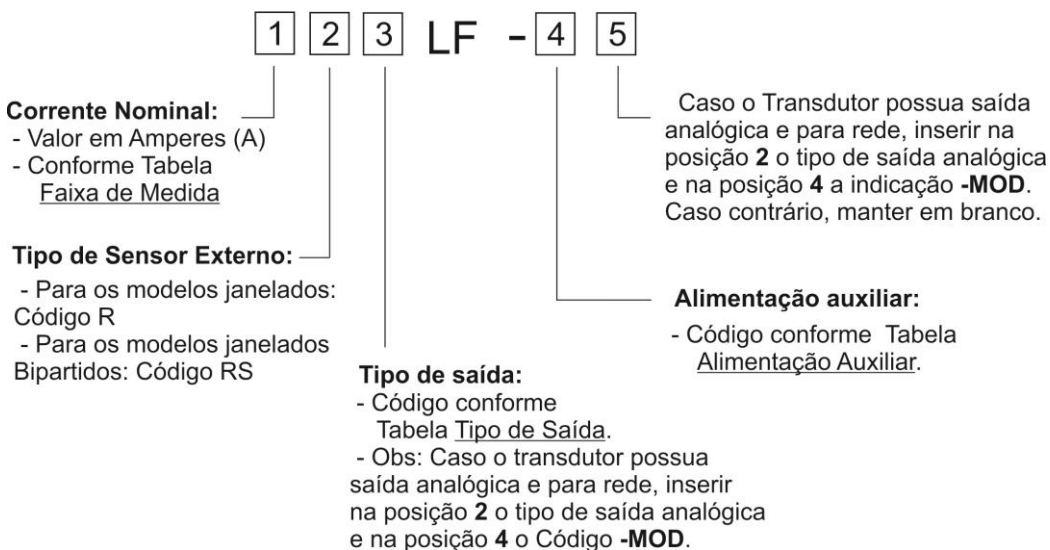 1 2 3 LF - 4 5
Corrente Nominal:
- Valor em Amperes (A)
- Conforme Tabela
Faixa de Medida
Tipo de Sensor Externo:
- Para os modelos janelados:
Código R
- Para os modelos janelados
Bipartidos: Código RS
Tipo de saída:
- Código conforme
Tabela Tipo de Saída.
- Obs: Caso o transdutor possua
saída analógica e para rede, inserir
na posição 2 o tipo de saída analógica
e na posição 4 o Código -MOD.
Caso o Transdutor possua saída
analógica e para rede, inserir na
posição 2 o tipo de saída analógica
e na posição 4 a indicação -MOD.
Caso contrário, manter em branco.
Alimentação auxiliar:
- Código conforme Tabela
Alimentação Auxiliar.